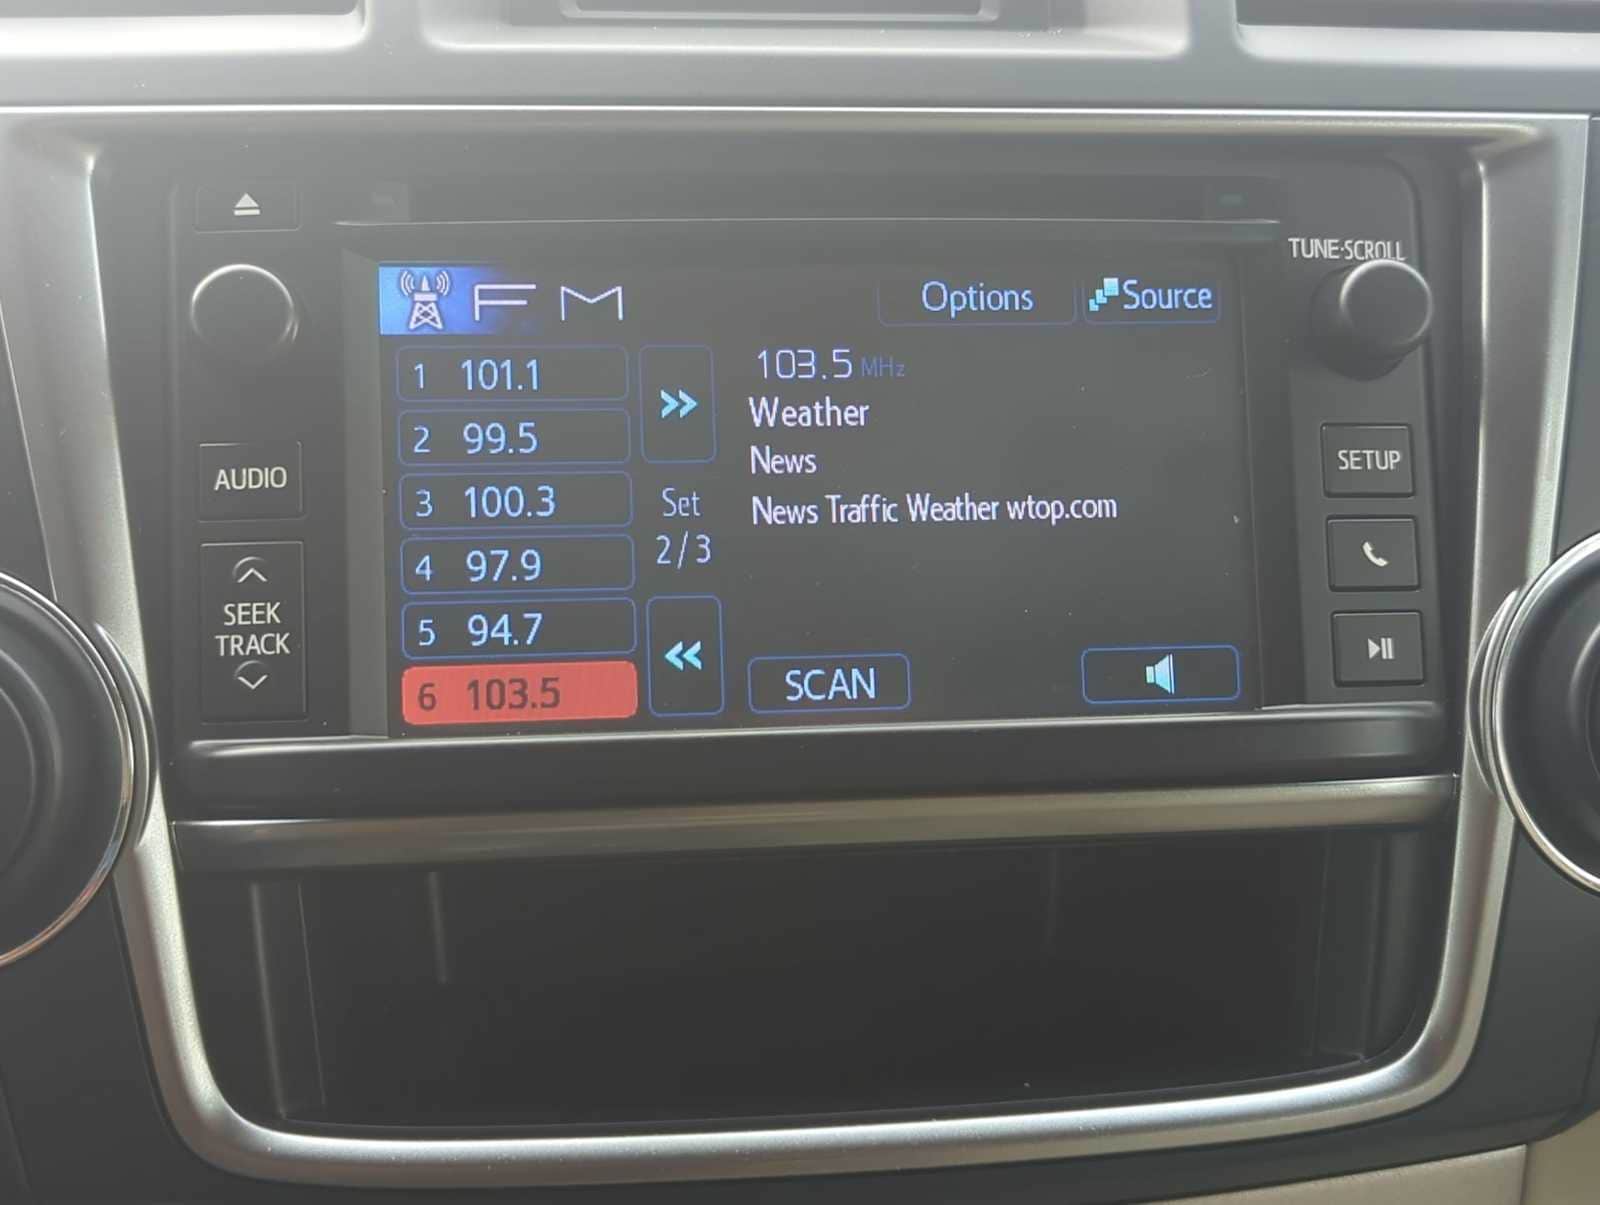 TUNE·SCROLL
FM
Options
Source
1 101.1
2 99.5
3 100.3
4 97.9
5 94.7
6 103.5
Set
2/3
103.5 MHz
Weather
News
News Traffic Weather wtop.com
SCAN
AUDIO
SEEK
TRACK
SETUP